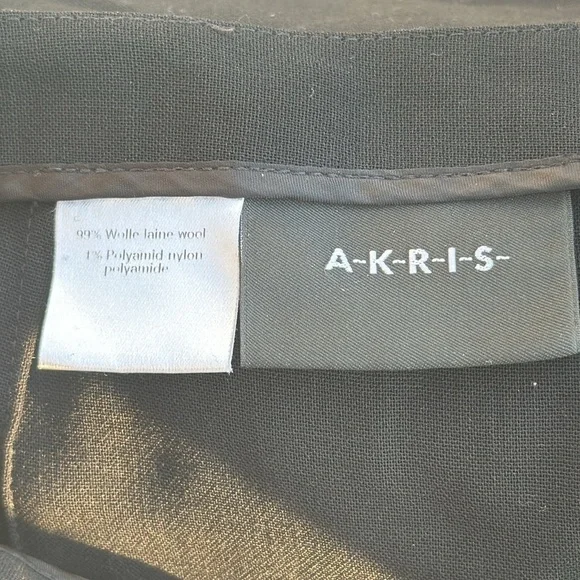 99% Wolle laine wool
1% Polyamid nylon
polyamide
A~K~R~I~S~